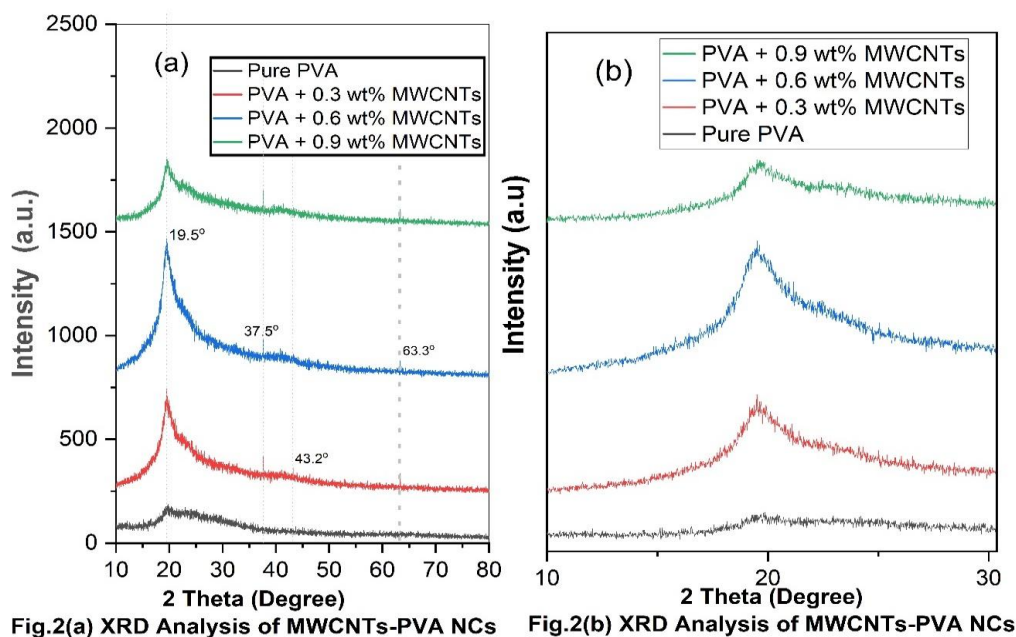 2500
2000
1500
1000
500
0
Intensity (a.u.)
(a)
Pure PVA
PVA + 0.3 wt% MWCNTs
PVA + 0.6 wt% MWCNTs
PVA + 0.9 wt% MWCNTs
19.5º
37.5º
63.3º
43.2º
10 20 30 40 50 60 70 80
2 Theta (Degree)
Fig.2(a) XRD Analysis of MWCNTs-PVA NCs
Intensity (a.u)
(b)
PVA + 0.9 wt% MWCNTs
PVA + 0.6 wt% MWCNTs
PVA + 0.3 wt% MWCNTs
Pure PVA
10 20 30
2 Theta (Degree)
Fig.2(b) XRD Analysis of MWCNTs-PVA NCs